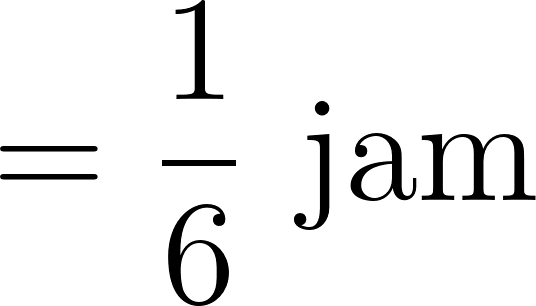 = 1/6 jam